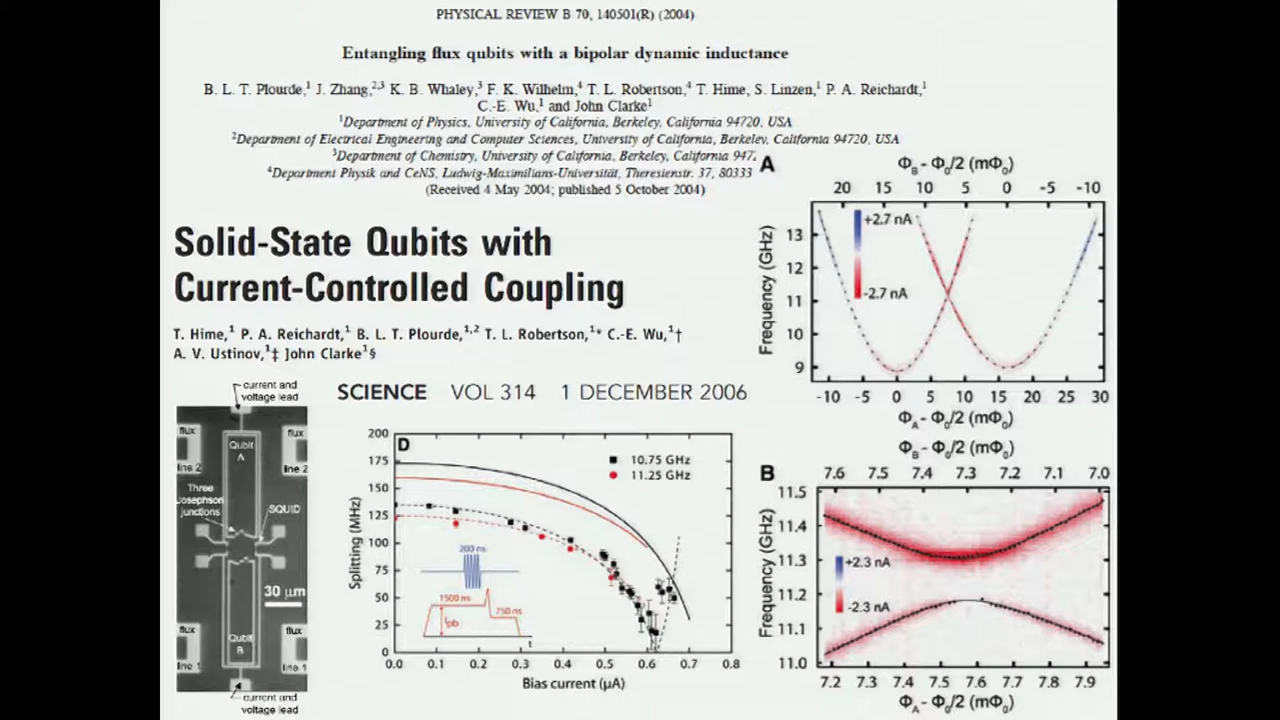 PHYSICAL REVIEW B 70, 140501(R) (2004)
Entangling flux qubits with a bipolar dynamic inductance
B. L. T. Plourde,1 J. Zhang,2,3 K. B. Whaley,3 F. K. Wilhelm,4 T. L. Robertson,4 T. Hime, S. Linzen,1 P. A. Reichardt,1
C.-E. Wu,1 and John Clarke1
1Department of Physics, University of California, Berkeley, California 94720, USA
2Department of Electrical Engineering and Computer Sciences, University of California, Berkeley, California 94720, USA
3Department of Chemistry, University of California, Berkeley, California 947
4Department Physik and CeNS, Ludwig-Maximilians-Universität, Theresienstr. 37, 80333
(Received 4 May 2004; published 5 October 2004)
Solid-State Qubits with
Current-Controlled Coupling
T. Hime,1 P. A. Reichardt,1 B. L. T. Plourde,1,2 T. L. Robertson,1* C.-E. Wu,1†
A. V. Ustinov,1‡ John Clarke1§
SCIENCE VOL 314 1 DECEMBER 2006
current and
voltage lead
flux
Qubit
A
flux
line 2
line 2
Three
Josephson
junctions
SQUID
30 µm
flux
Qubit
B
flux
line 1
line 1
current and
voltage lead
D
200
175
150
125
100
75
50
25
0
Splitting (MHz)
10.75 GHz
11.25 GHz
200 ns
1500 ns
750 ns
Ipb
t
0.0 0.1 0.2 0.3 0.4 0.5 0.6 0.7 0.8
Bias current (µA)
A
ΦB - Φ0/2 (mΦ0)
20 15 10 5 0 -5 -10
+2.7 nA
-2.7 nA
13
12
11
10
9
Frequency (GHz)
-10 -5 0 5 10 15 20 25 30
ΦA - Φ0/2 (mΦ0)
ΦB - Φ0/2 (mΦ0)
B
7.6 7.5 7.4 7.3 7.2 7.1 7.0
11.5
11.4
11.3
11.2
11.1
11.0
Frequency (GHz)
+2.3 nA
-2.3 nA
7.2 7.3 7.4 7.5 7.6 7.7 7.8 7.9
ΦA - Φ0/2 (mΦ0)